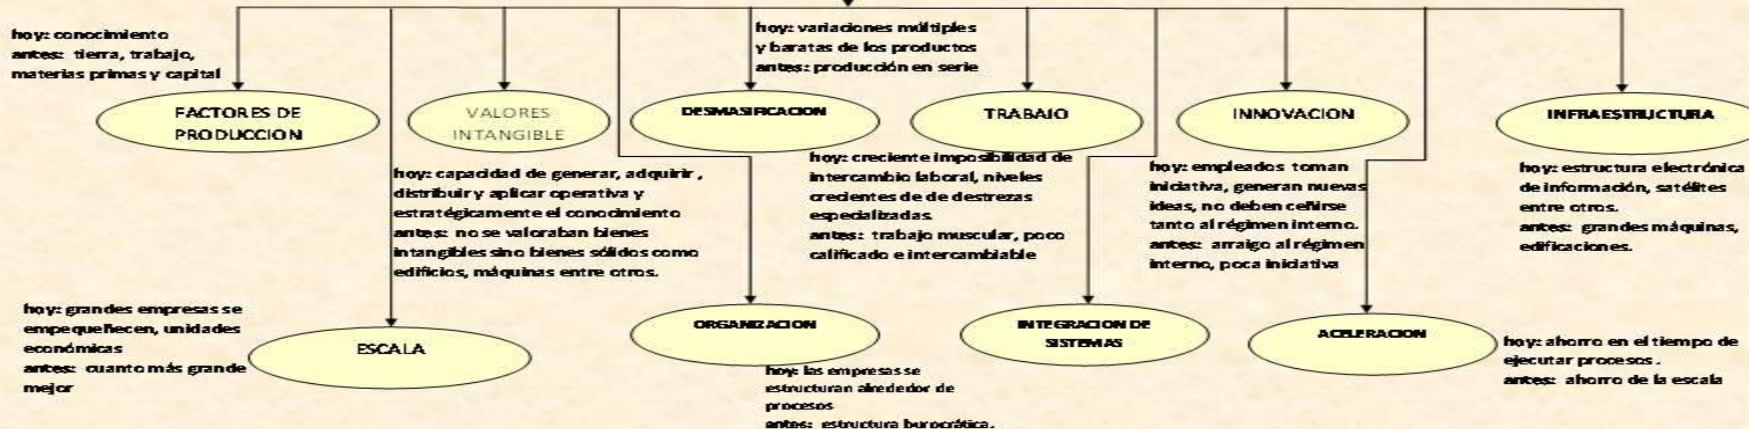 hoy: conocimiento
antes: tierra, trabajo,
materias primas y capital
FACTORES DE
PRODUCCION
VALORES
INTANGIBLE
hoy: capacidad de generar, adquirir ,
distribuir y aplicar operativa y
estratégicamente el conocimiento
antes: no se valoraban bienes
intangibles sino bienes sólidos como
edificios, máquinas entre otros.
hoy: variaciones múltiples
y baratas de los productos
antes: producción en serie
DESMASIFICACION
TRABAJO
hoy: creciente imposibilidad de
intercambio laboral, niveles
crecientes de de destrezas
especializadas.
antes: trabajo muscular, poco
calificado e intercambiable
INNOVACION
hoy: empleados toman
iniciativa, generan nuevas
ideas, no deben ceñirse
tanto al régimen interno.
antes: arraigo al régimen
interno, poca iniciativa
INFRAESTRUCTURA
hoy: estructura electrónica
de información, satélites
entre otros.
antes: grandes máquinas,
edificaciones.
hoy: grandes empresas se
empequeñecen, unidades
económicas
antes: cuanto más grande
mejor
ESCALA
ORGANIZACION
hoy: las empresas se
estructuran alrededor de
procesos
antes: estructura burocrática.
INTEGRACION DE
SISTEMAS
ACELERACION
hoy: ahorro en el tiempo de
ejecutar procesos .
antes: ahorro de la escala